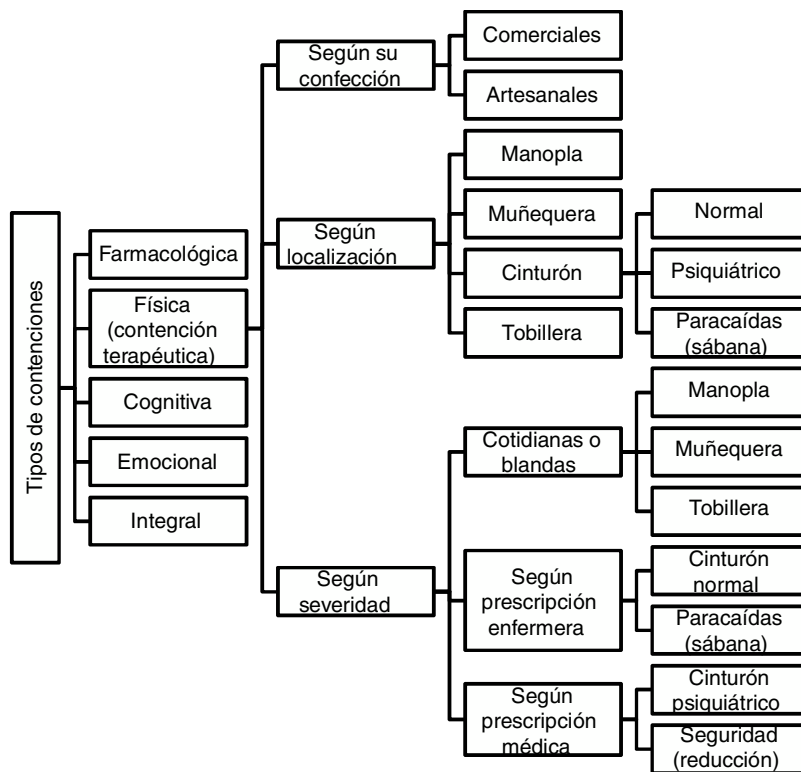 Tipos de contenciones
Farmacológica
Física
(contención
terapéutica)
Cognitiva
Emocional
Integral
Según su
confección
Comerciales
Artesanales
Según
localización
Manopla
Muñequera
Cinturón
Tobillera
Normal
Psiquiátrico
Paracaídas
(sábana)
Según
severidad
Cotidianas o
blandas
Manopla
Muñequera
Tobillera
Según
prescripción
enfermera
Cinturón
normal
Paracaídas
(sábana)
Según
prescripción
médica
Cinturón
psiquiátrico
Seguridad
(reducción)